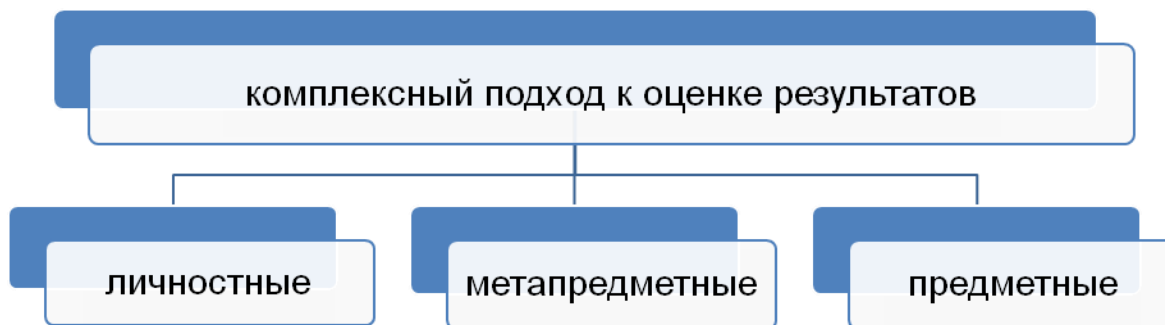 комплексный подход к оценке результатов
личностные
метапредметные
предметные